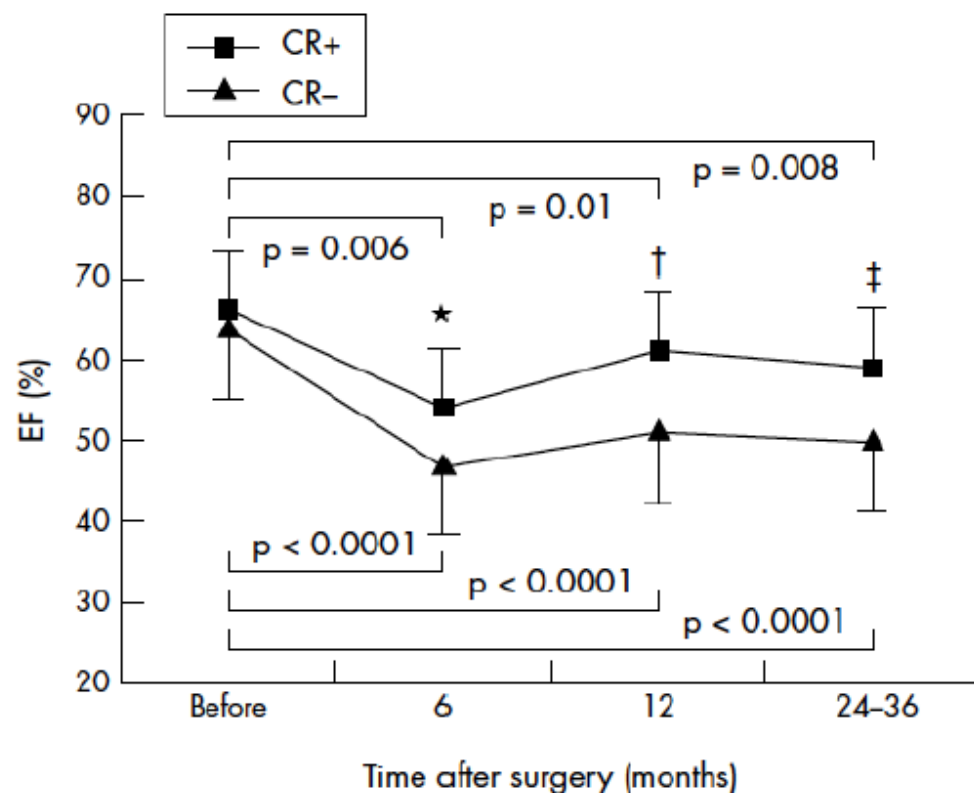 CR+
CR–
90
80
70
60
50
40
30
20
EF (%)
p = 0.008
p = 0.01
p = 0.006
★
†
‡
p < 0.0001
p < 0.0001
p < 0.0001
Before
6
12
24–36
Time after surgery (months)